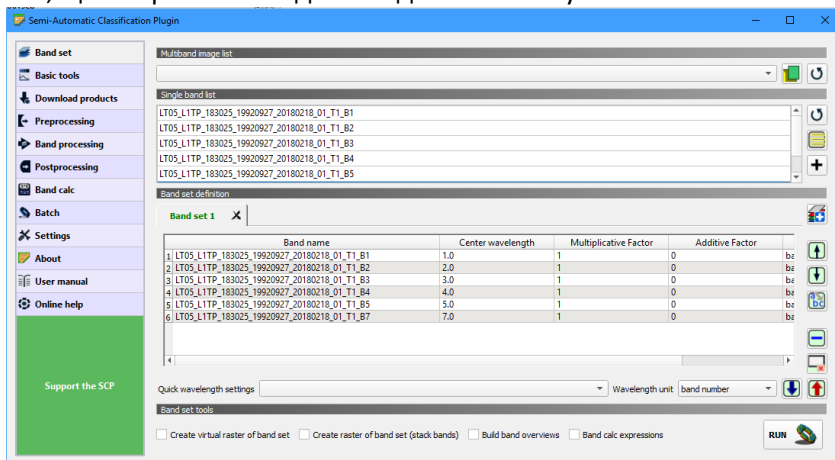 Semi-Automatic Classification Plugin
Band set
Basic tools
Download products
Preprocessing
Band processing
Postprocessing
Band calc
Batch
Settings
About
User manual
Online help
Support the SCP
Multiband image list
Single band list
LT05_L1TP_183025_19920927_20180218_01_T1_B1
LT05_L1TP_183025_19920927_20180218_01_T1_B2
LT05_L1TP_183025_19920927_20180218_01_T1_B3
LT05_L1TP_183025_19920927_20180218_01_T1_B4
LT05_L1TP_183025_19920927_20180218_01_T1_B5
Band set definition
Band set 1
Band name Center wavelength Multiplicative Factor Additive Factor
1 LT05_L1TP_183025_19920927_20180218_01_T1_B1 1.0 1 0 ba
2 LT05_L1TP_183025_19920927_20180218_01_T1_B2 2.0 1 0 ba
3 LT05_L1TP_183025_19920927_20180218_01_T1_B3 3.0 1 0 ba
4 LT05_L1TP_183025_19920927_20180218_01_T1_B4 4.0 1 0 ba
5 LT05_L1TP_183025_19920927_20180218_01_T1_B5 5.0 1 0 ba
6 LT05_L1TP_183025_19920927_20180218_01_T1_B7 7.0 1 0 ba
Quick wavelength settings Wavelength unit band number
Band set tools
Create virtual raster of band set Create raster of band set (stack bands) Build band overviews Band calc expressions RUN